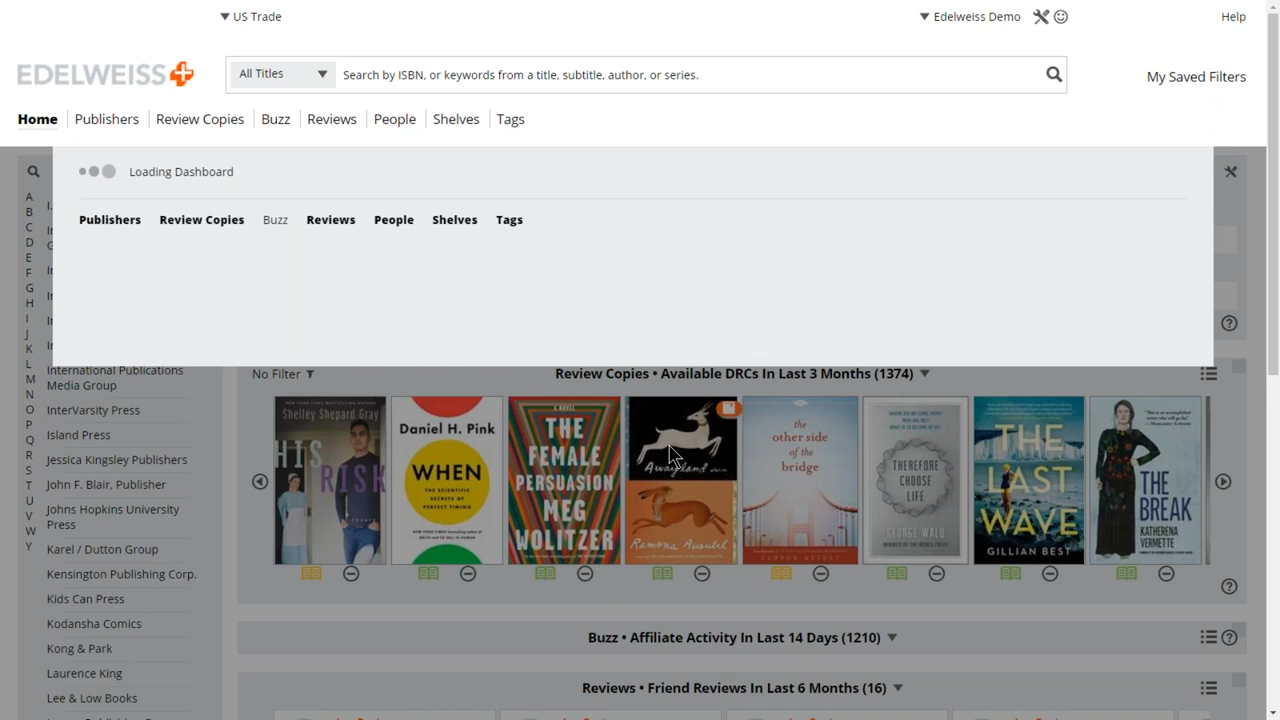 US Trade
Edelweiss Demo
Help
EDELWEISS
All Titles
Search by ISBN, or keywords from a title, subtitle, author, or series.
My Saved Filters
Home
Publishers
Review Copies
Buzz
Reviews
People
Shelves
Tags
Loading Dashboard
Publishers
Review Copies
Buzz
Reviews
People
Shelves
Tags
A
B
C
D
E
F
G
H
I
J
K
L
M
N
O
P
Q
R
S
T
U
V
W
Y
International Publications
Media Group
InterVarsity Press
Island Press
Jessica Kingsley Publishers
John F. Blair, Publisher
Johns Hopkins University
Press
Karel / Dutton Group
Kensington Publishing Corp.
Kids Can Press
Kodansha Comics
Kong & Park
Laurence King
Lee & Low Books
No Filter
Review Copies • Available DRCs In Last 3 Months (1374)
Shelley Shepard Gray
HIS
RISK
Daniel H. Pink
WHEN
THE SCIENTIFIC
SECRETS OF
PERFECT TIMING
A NOVEL
THE
FEMALE
PERSUASION
MEG
WOLITZER
Awayland
Ramona Ausubel
the
other side
of the
bridge
THEREFORE
CHOOSE
LIFE
GEORGE WALD
THE
LAST
WAVE
GILLIAN BEST
THE
BREAK
KATHERENA
VERMETTE
Buzz • Affiliate Activity In Last 14 Days (1210)
Reviews • Friend Reviews In Last 6 Months (16)